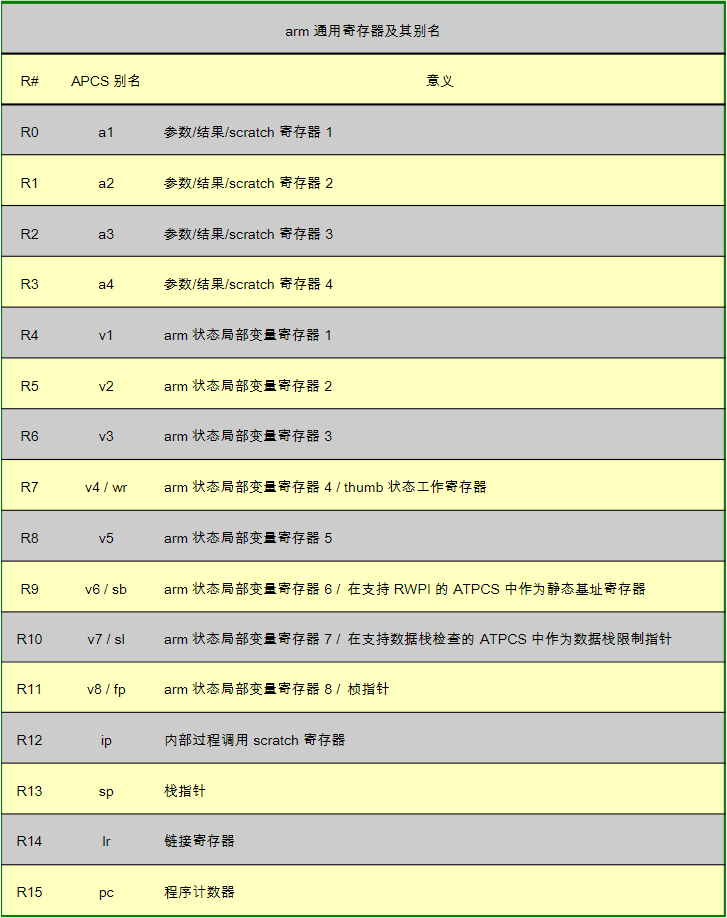 arm 通用寄存器及其别名
R# APCS 别名 意义
R0 a1 参数/结果/scratch 寄存器 1
R1 a2 参数/结果/scratch 寄存器 2
R2 a3 参数/结果/scratch 寄存器 3
R3 a4 参数/结果/scratch 寄存器 4
R4 v1 arm 状态局部变量寄存器 1
R5 v2 arm 状态局部变量寄存器 2
R6 v3 arm 状态局部变量寄存器 3
R7 v4 / wr arm 状态局部变量寄存器 4 / thumb 状态工作寄存器
R8 v5 arm 状态局部变量寄存器 5
R9 v6 / sb arm 状态局部变量寄存器 6 / 在支持 RWPI 的 ATPCS 中作为静态基址寄存器
R10 v7 / sl arm 状态局部变量寄存器 7 / 在支持数据栈检查的 ATPCS 中作为数据栈限制指针
R11 v8 / fp arm 状态局部变量寄存器 8 / 桢指针
R12 ip 内部过程调用 scratch 寄存器
R13 sp 栈指针
R14 lr 链接寄存器
R15 pc 程序计数器